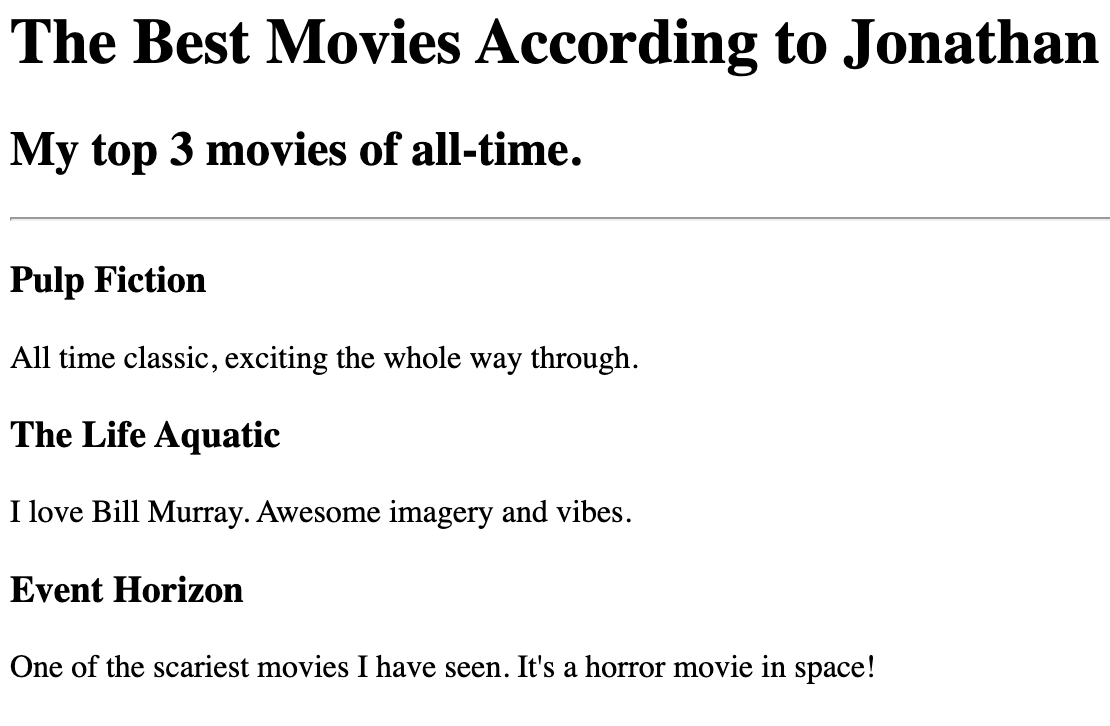 The Best Movies According to Jonathan
My top 3 movies of all-time.
Pulp Fiction
All time classic, exciting the whole way through.
The Life Aquatic
I love Bill Murray. Awesome imagery and vibes.
Event Horizon
One of the scariest movies I have seen. It's a horror movie in space!